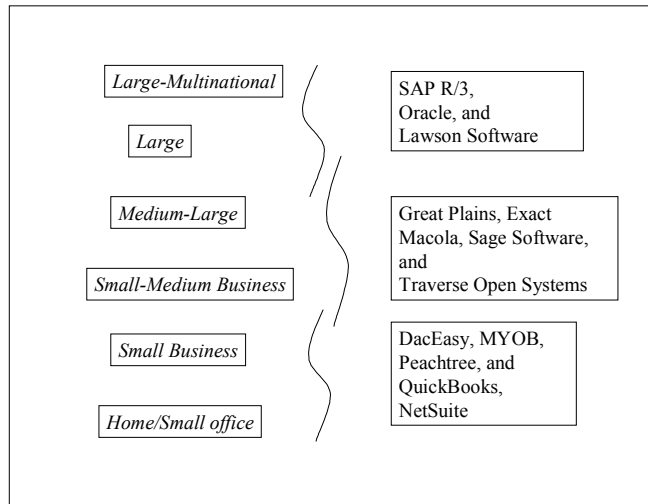 Large-Multinational
Large
Medium-Large
Small-Medium Business
Small Business
Home/Small office
SAP R/3,
Oracle, and
Lawson Software
Great Plains, Exact
Macola, Sage Software,
and
Traverse Open Systems
DacEasy, MYOB,
Peachtree, and
QuickBooks,
NetSuite